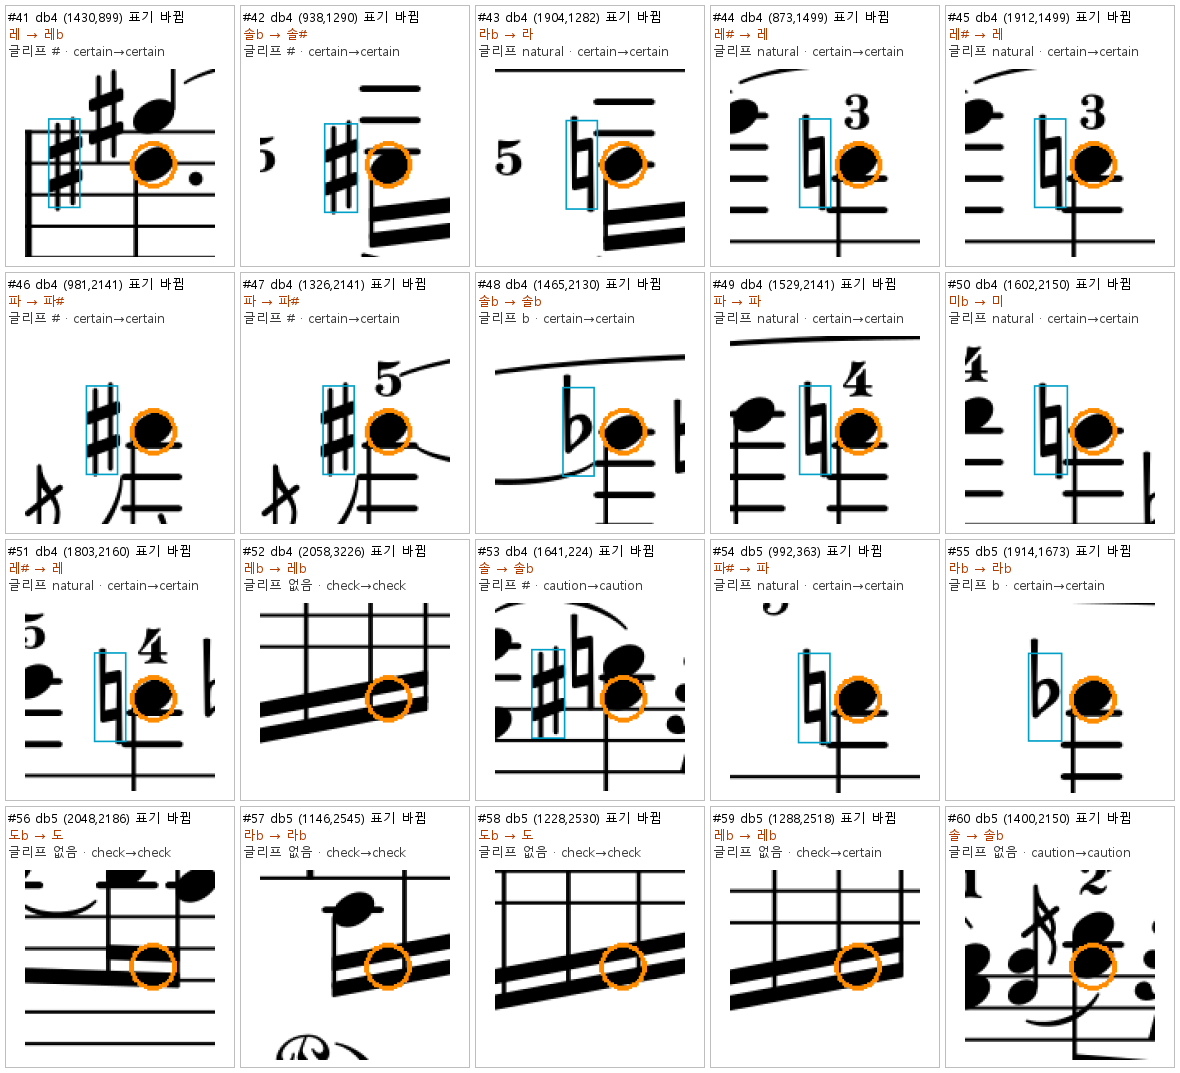 #41 db4 (1430,899) 표기 바뀜
레 → 레b
글리프 # · certain→certain
#42 db4 (938,1290) 표기 바뀜
솔b → 솔#
글리프 # · certain→certain
5
#43 db4 (1904,1282) 표기 바뀜
라b → 라
글리프 natural · certain→certain
5
#44 db4 (873,1499) 표기 바뀜
레# → 레
글리프 natural · certain→certain
3
#45 db4 (1912,1499) 표기 바뀜
레# → 레
글리프 natural · certain→certain
3
#46 db4 (981,2141) 표기 바뀜
파 → 파#
글리프 # · certain→certain
#47 db4 (1326,2141) 표기 바뀜
파 → 파#
글리프 # · certain→certain
5
#48 db4 (1465,2130) 표기 바뀜
솔b → 솔b
글리프 b · certain→certain
#49 db4 (1529,2141) 표기 바뀜
파 → 파
글리프 natural · certain→certain
4
#50 db4 (1602,2150) 표기 바뀜
미b → 미
글리프 natural · certain→certain
4
#51 db4 (1803,2160) 표기 바뀜
레# → 레
글리프 natural · certain→certain
5 4
#52 db4 (2058,3226) 표기 바뀜
레b → 레b
글리프 없음 · check→check
#53 db4 (1641,224) 표기 바뀜
솔 → 솔b
글리프 # · caution→caution
#54 db5 (992,363) 표기 바뀜
파# → 파
글리프 natural · certain→certain
#55 db5 (1914,1673) 표기 바뀜
라b → 라b
글리프 b · certain→certain
#56 db5 (2048,2186) 표기 바뀜
도b → 도
글리프 없음 · check→check
#57 db5 (1146,2545) 표기 바뀜
라b → 라b
글리프 없음 · check→check
#58 db5 (1228,2530) 표기 바뀜
도b → 도
글리프 없음 · check→check
#59 db5 (1288,2518) 표기 바뀜
레b → 레b
글리프 없음 · check→certain
#60 db5 (1400,2150) 표기 바뀜
솔 → 솔b
글리프 없음 · caution→caution
1 2